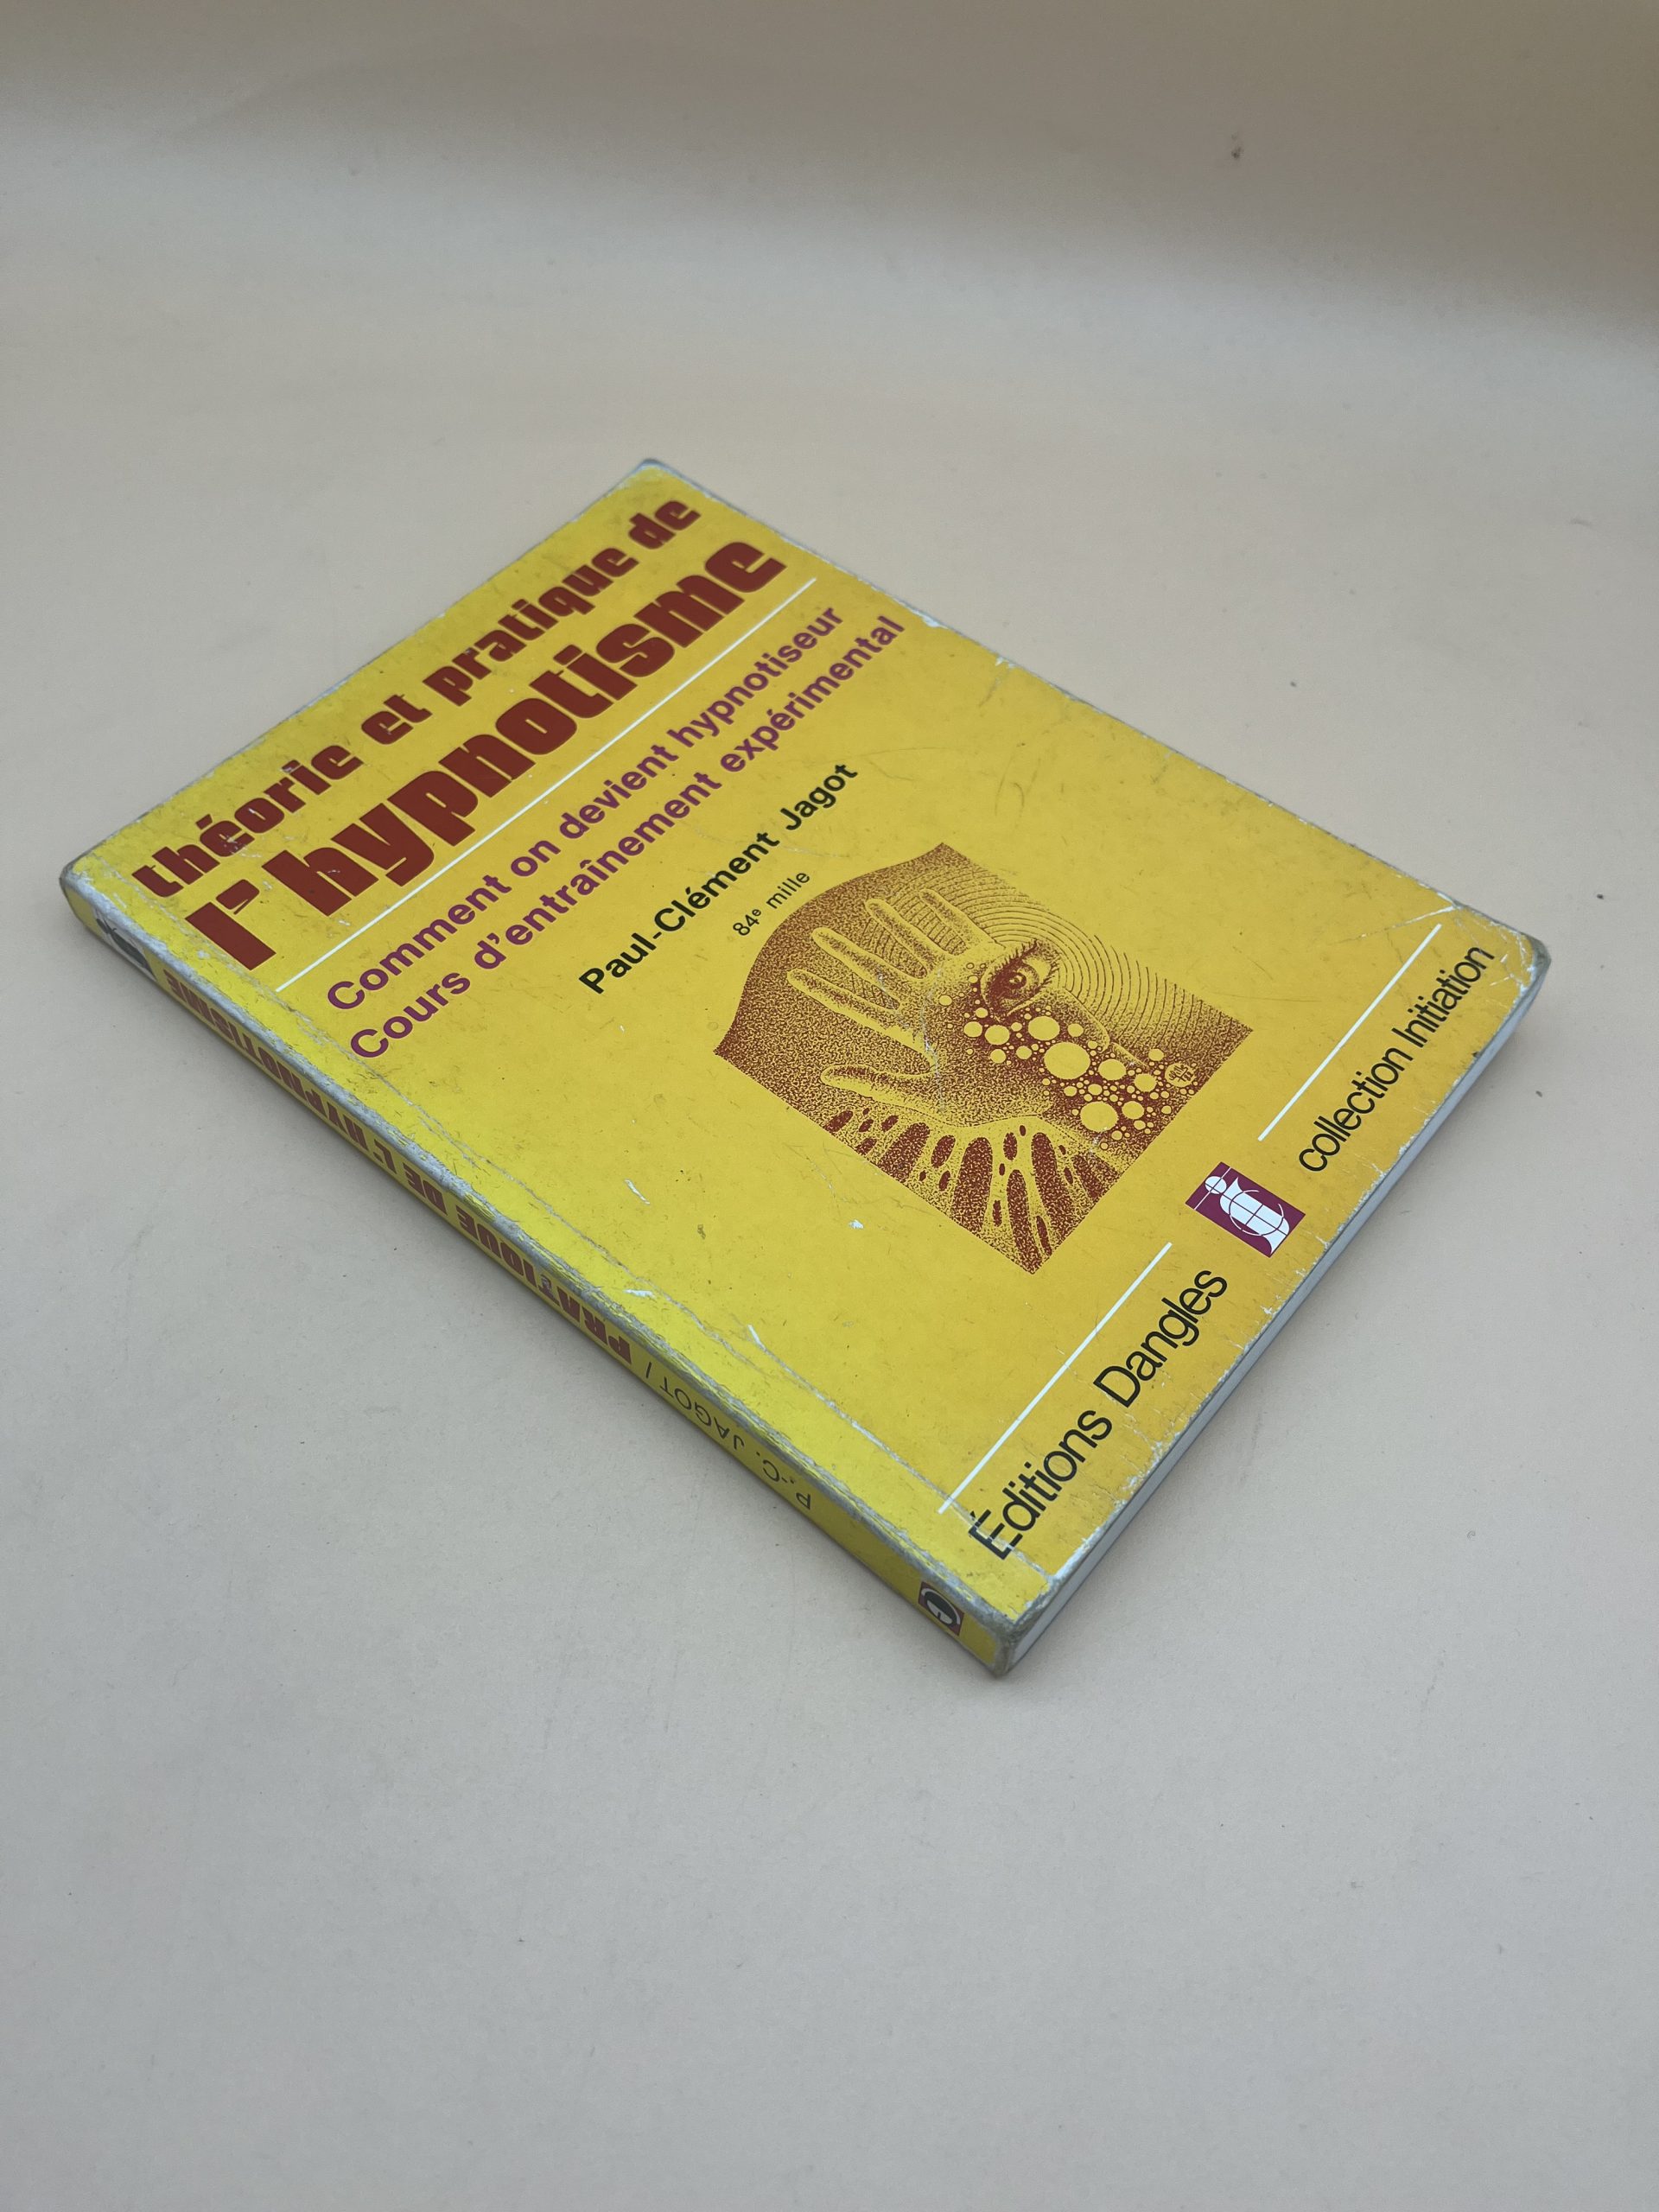 théorie et pratique de
l'hypnotisme
Comment on devient hypnotiseur
Cours d'entraînement expérimental
Paul-Clément Jagot
84e mille
collection Initiation
Éditions Dangles
P.-C. JAGOT / PRATIQUE DE L'HYPNOTISME